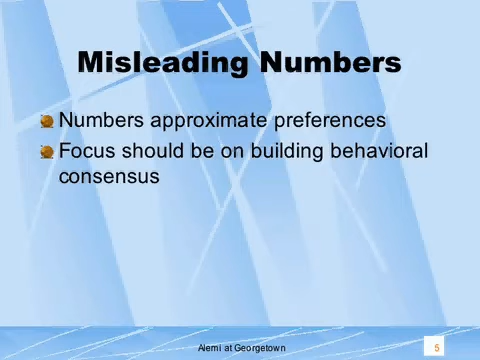 Misleading Numbers
Numbers approximate preferences
Focus should be on building behavioral
consensus
Alemi at Georgetown
5